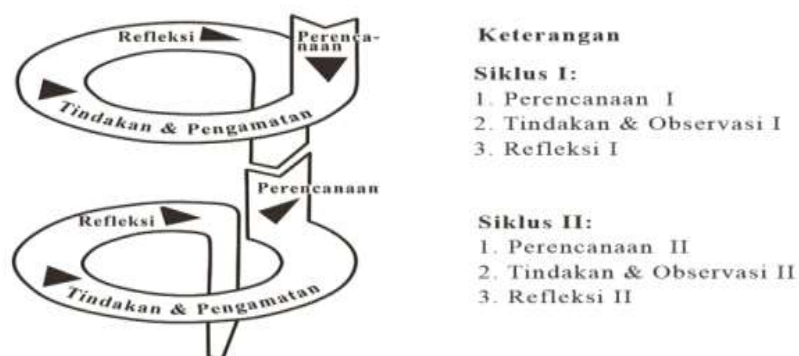 Refleksi
Perenca-
naan
Tindakan & Pengamatan
Perencanaan
Refleksi
Tindakan & Pengamatan
Keterangan
Siklus I:
1. Perencanaan I
2. Tindakan & Observasi I
3. Refleksi I
Siklus II:
1. Perencanaan II
2. Tindakan & Observasi II
3. Refleksi II